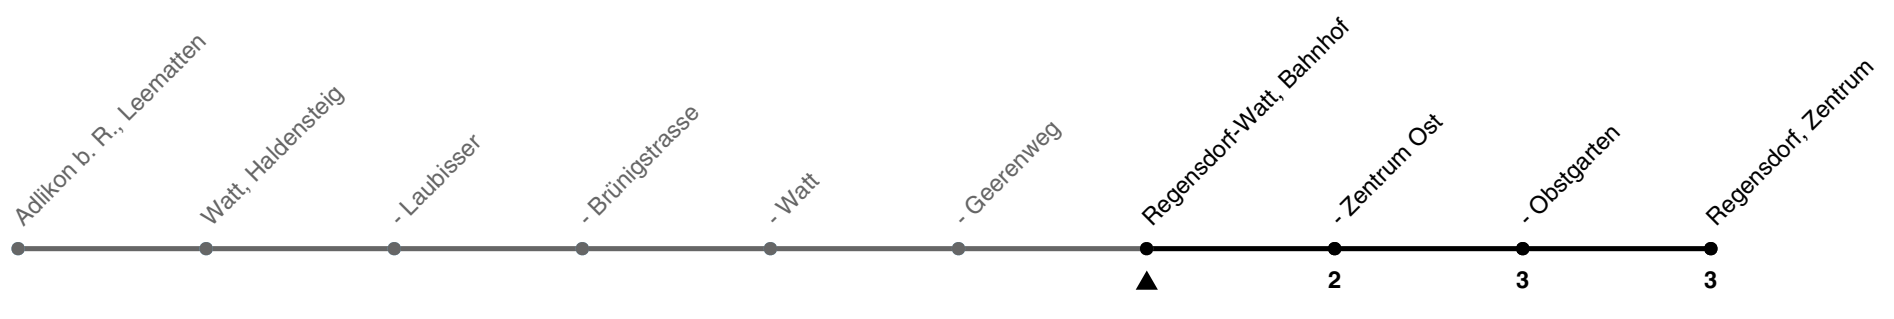 Adlikon b. R., Leematten
Watt, Haldensteig
- Laubisser
- Brünigstrasse
- Watt
- Geerenweg
Regensdorf-Watt, Bahnhof
- Zentrum Ost
- Obstgarten
Regensdorf, Zentrum
2
3
3